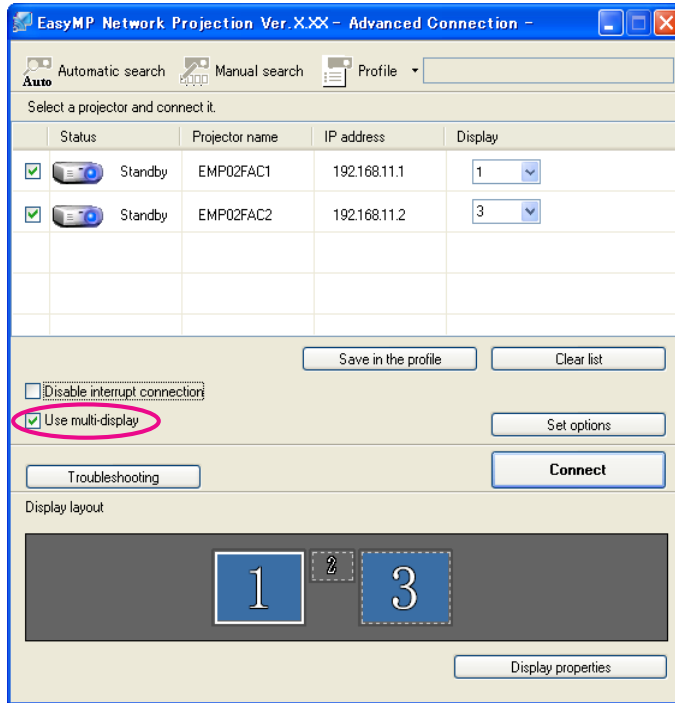 EasyMP Network Projection Ver.X.XX - Advanced Connection -
Auto Automatic search Manual search Profile
Select a projector and connect it.
Status Projector name IP address Display
Standby EMP02FAC1 192.168.11.1 1
Standby EMP02FAC2 192.168.11.2 3
Save in the profile Clear list
Disable interrupt connection
Use multi-display
Set options
Troubleshooting Connect
Display layout
1 2 3
Display properties